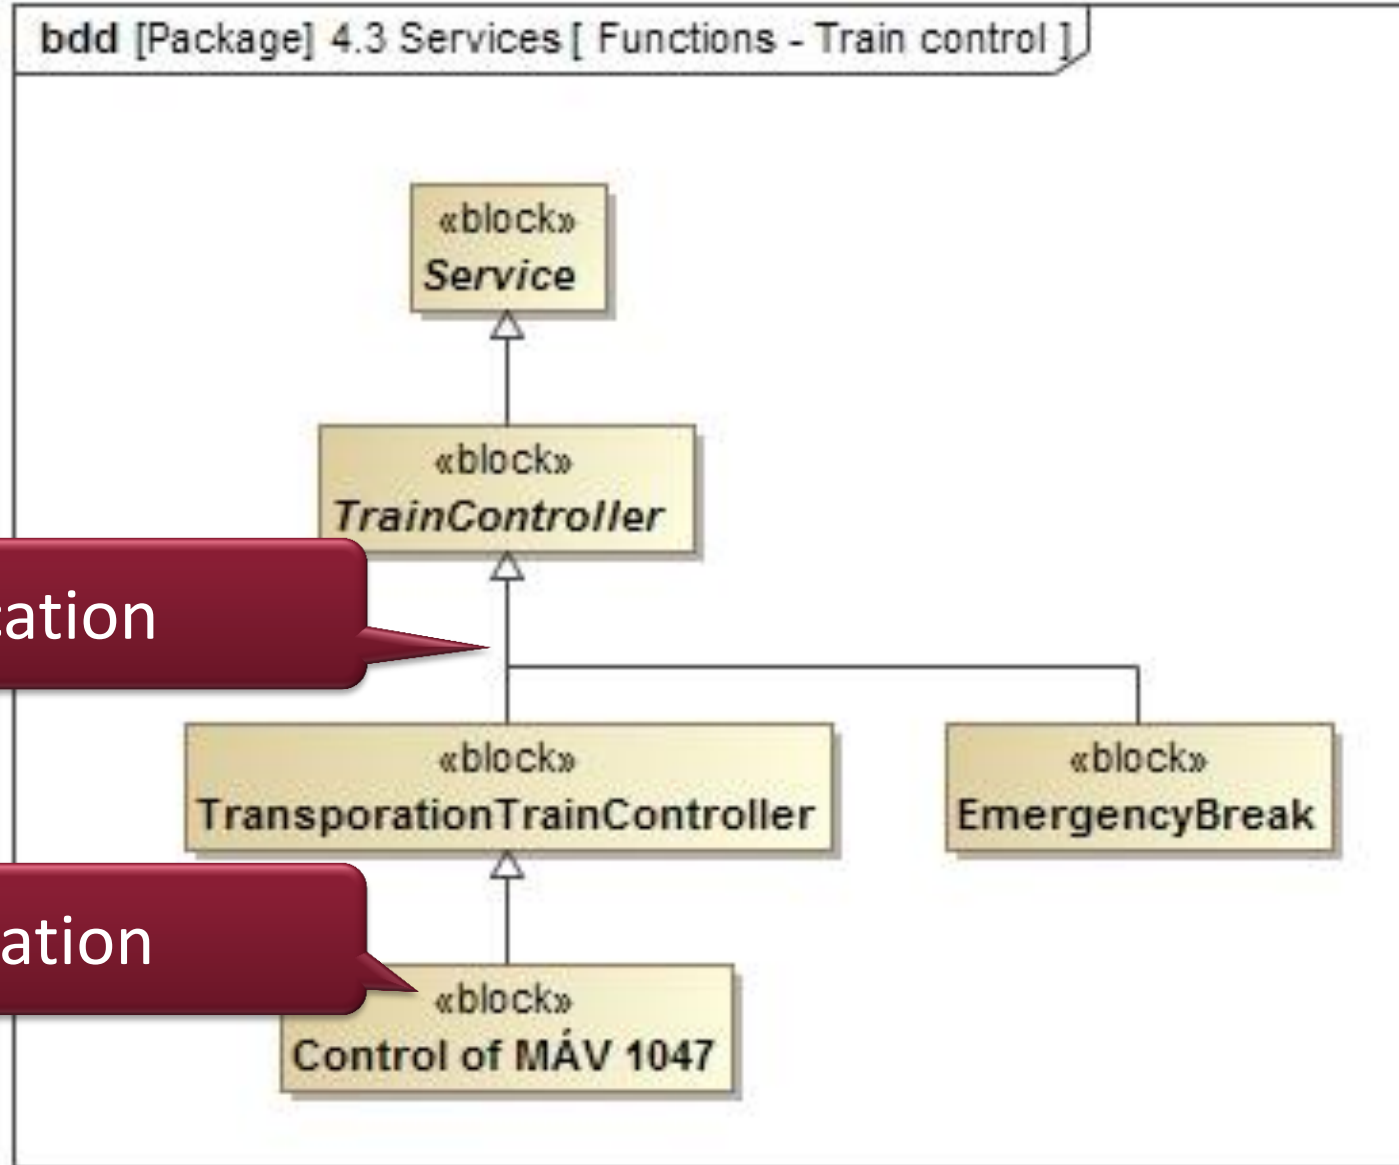 bdd [Package] 4.3 Services [ Functions - Train control ]
«block»
Service
«block»
TrainController
cation
«block»
TransporationTrainController
«block»
EmergencyBreak
ation
«block»
Control of MÁV 1047